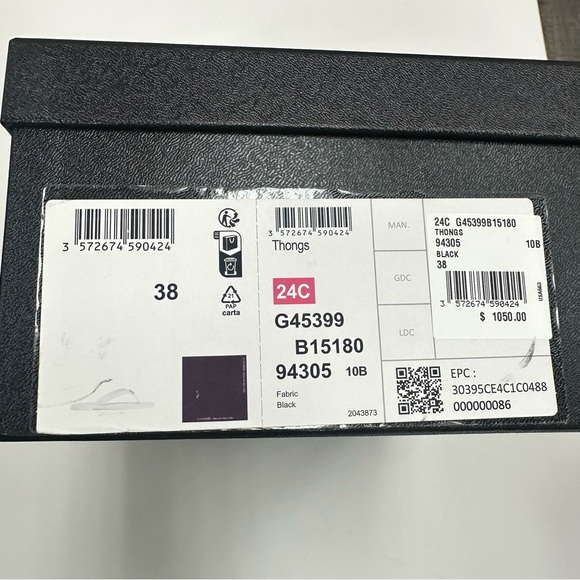 3 572674 590424
38
21
PAP
carta
3 572674 590424
Thongs
24C
G45399
B15180
94305 10B
Fabric
Black
2043873
MAN.
GDC
LDC
24C G45399B15180
THONGS
94305 10B
BLACK
38
3 572674 590424
USA663
$ 1050.00
EPC :
30395CE4C1C0488
000000086